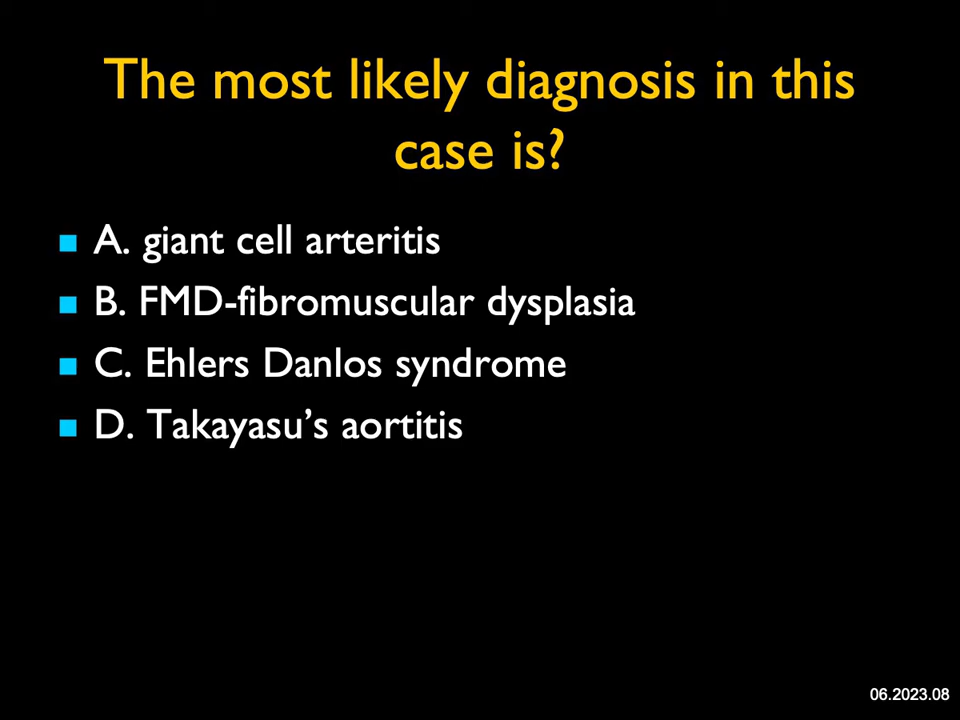 The most likely diagnosis in this
case is?
A. giant cell arteritis
B. FMD-fibromuscular dysplasia
C. Ehlers Danlos syndrome
D. Takayasu’s aortitis
06.2023.08